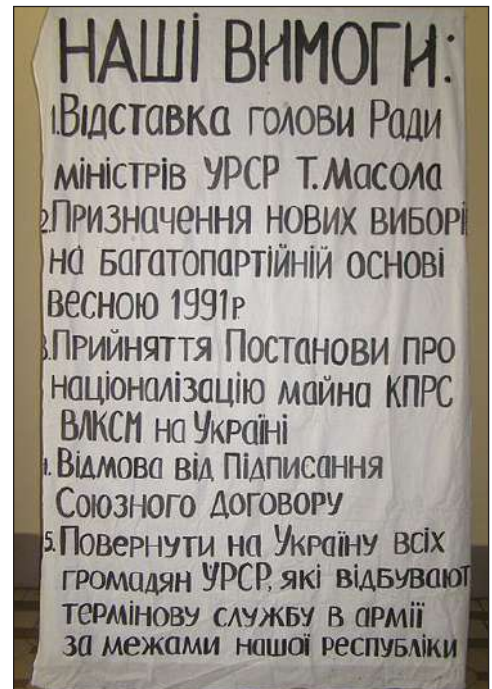 НАШІ ВИМОГИ:
1.Відставка голови Ради
міністрів УРСР Т.Масола
2.Призначення нових виборі
на багатопартійній основі
весною 1991р
3.Прийняття Постанови про
націоналізацію майна КПРС
ВЛКСМ на Україні
4. Відмова від Підписання
Союзного Договору
5. Повернути на Україну всіх
громадян УРСР, які відбувают
термінову службу в армії
за межами нашої республіки